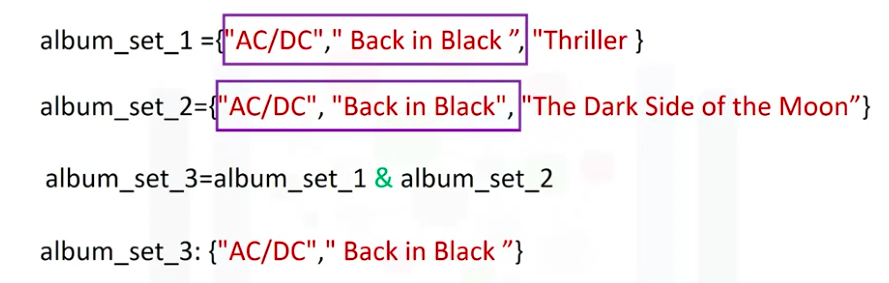 album_set_1 ={"AC/DC"," Back in Black ”, "Thriller }
album_set_2={"AC/DC", "Back in Black", "The Dark Side of the Moon”}
album_set_3=album_set_1 & album_set_2
album_set_3: {"AC/DC"," Back in Black ”}